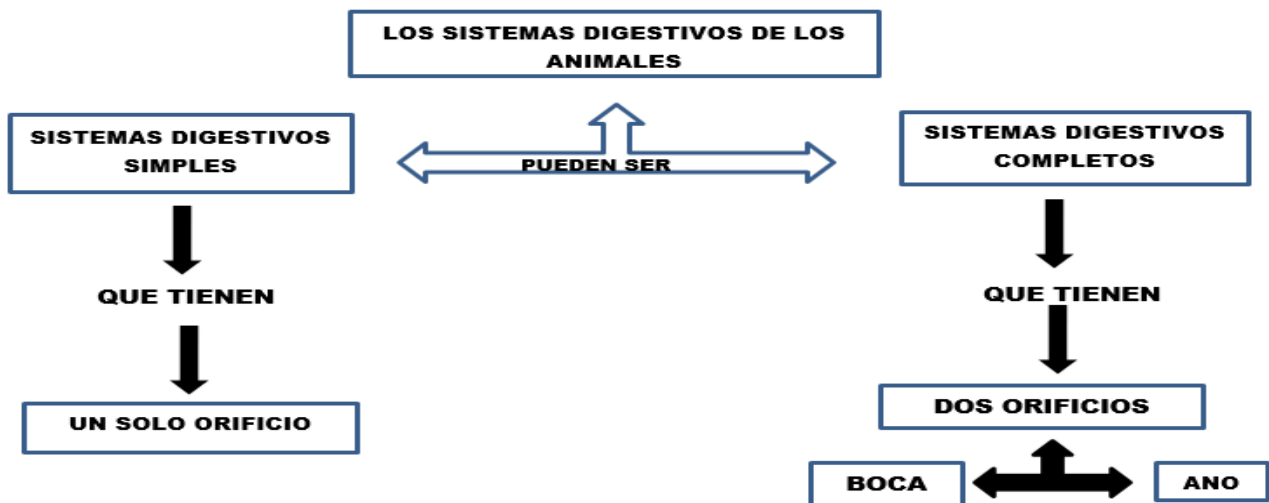 LOS SISTEMAS DIGESTIVOS DE LOS
ANIMALES
SISTEMAS DIGESTIVOS
SIMPLES
PUEDEN SER
SISTEMAS DIGESTIVOS
COMPLETOS
QUE TIENEN
QUE TIENEN
UN SOLO ORIFICIO
DOS ORIFICIOS
BOCA
ANO